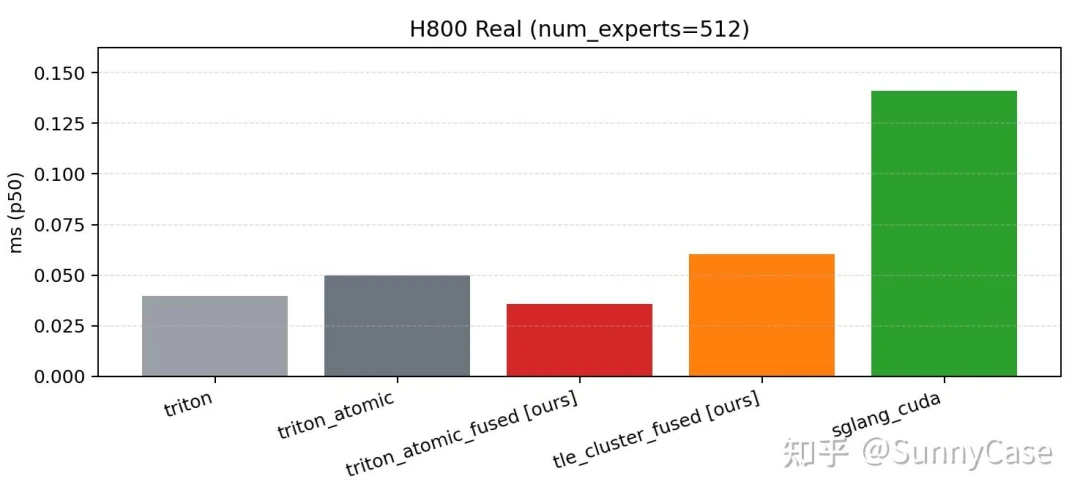 H800 Real (num_experts=512)
ms (p50)
0.150
0.125
0.100
0.075
0.050
0.025
0.000
triton
triton_atomic
triton_atomic_fused [ours]
tle_cluster_fused [ours]
sglang_cuda
知乎 @SunnyCase